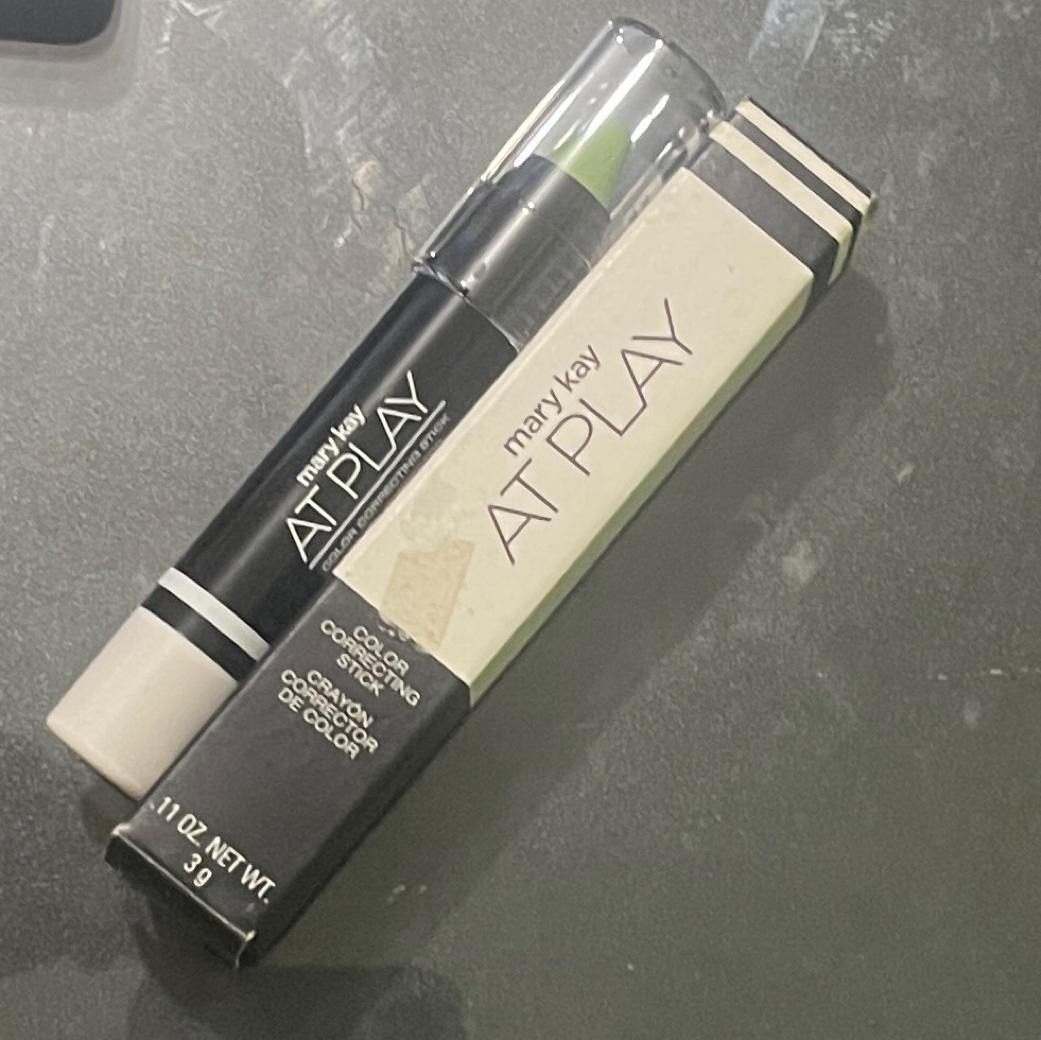 mary kay
AT PLAY
COLOR CORRECTING STICK
mary kay
AT PLAY
COLOR
CORRECTING
STICK
CRAYÓN
CORRECTOR
DE COLOR
.11 OZ. NET WT.
3 g